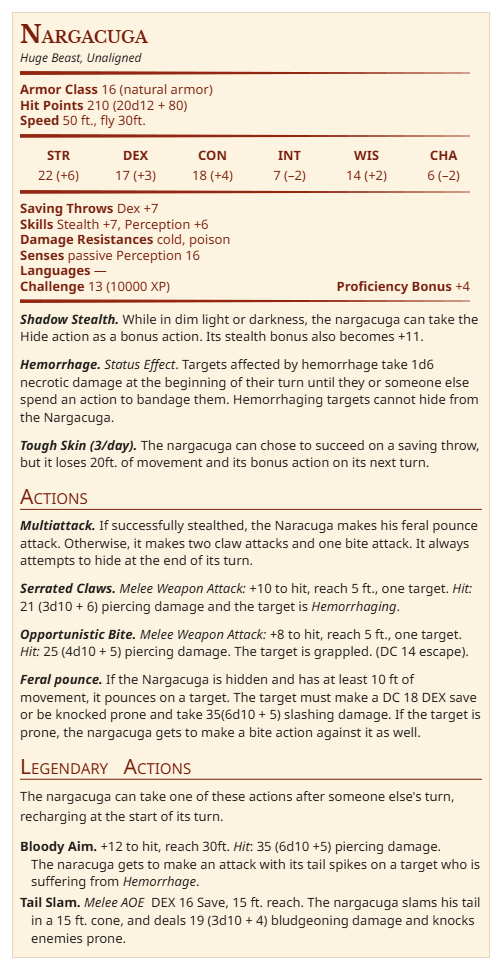 Nargacuga
Huge Beast, Unaligned
Armor Class 16 (natural armor)
Hit Points 210 (20d12 + 80)
Speed 50 ft., fly 30ft.
STR DEX CON INT WIS CHA
22 (+6) 17 (+3) 18 (+4) 7 (–2) 14 (+2) 6 (–2)
Saving Throws Dex +7
Skills Stealth +7, Perception +6
Damage Resistances cold, poison
Senses passive Perception 16
Languages —
Challenge 13 (10000 XP) Proficiency Bonus +4
Shadow Stealth. While in dim light or darkness, the nargacuga can take the
Hide action as a bonus action. Its stealth bonus also becomes +11.
Hemorrhage. Status Effect. Targets affected by hemorrhage take 1d6
necrotic damage at the beginning of their turn until they or someone else
spend an action to bandage them. Hemorrhaging targets cannot hide from
the Nargacuga.
Tough Skin (3/day). The nargacuga can chose to succeed on a saving throw,
but it loses 20ft. of movement and its bonus action on its next turn.
Actions
Multiattack. If successfully stealthed, the Naracuga makes his feral pounce
attack. Otherwise, it makes two claw attacks and one bite attack. It always
attempts to hide at the end of its turn.
Serrated Claws. Melee Weapon Attack: +10 to hit, reach 5 ft., one target. Hit:
21 (3d10 + 6) piercing damage and the target is Hemorrhaging.
Opportunistic Bite. Melee Weapon Attack: +8 to hit, reach 5 ft., one target.
Hit: 25 (4d10 + 5) piercing damage. The target is grappled. (DC 14 escape).
Feral pounce. If the Nargacuga is hidden and has at least 10 ft of
movement, it pounces on a target. The target must make a DC 18 DEX save
or be knocked prone and take 35(6d10 + 5) slashing damage. If the target is
prone, the nargacuga gets to make a bite action against it as well.
Legendary Actions
The nargacuga can take one of these actions after someone else's turn,
recharging at the start of its turn.
Bloody Aim. +12 to hit, reach 30ft. Hit: 35 (6d10 +5) piercing damage.
The naracuga gets to make an attack with its tail spikes on a target who is
suffering from Hemorrhage.
Tail Slam. Melee AOE DEX 16 Save, 15 ft. reach. The nargacuga slams his tail
in a 15 ft. cone, and deals 19 (3d10 + 4) bludgeoning damage and knocks
enemies prone.